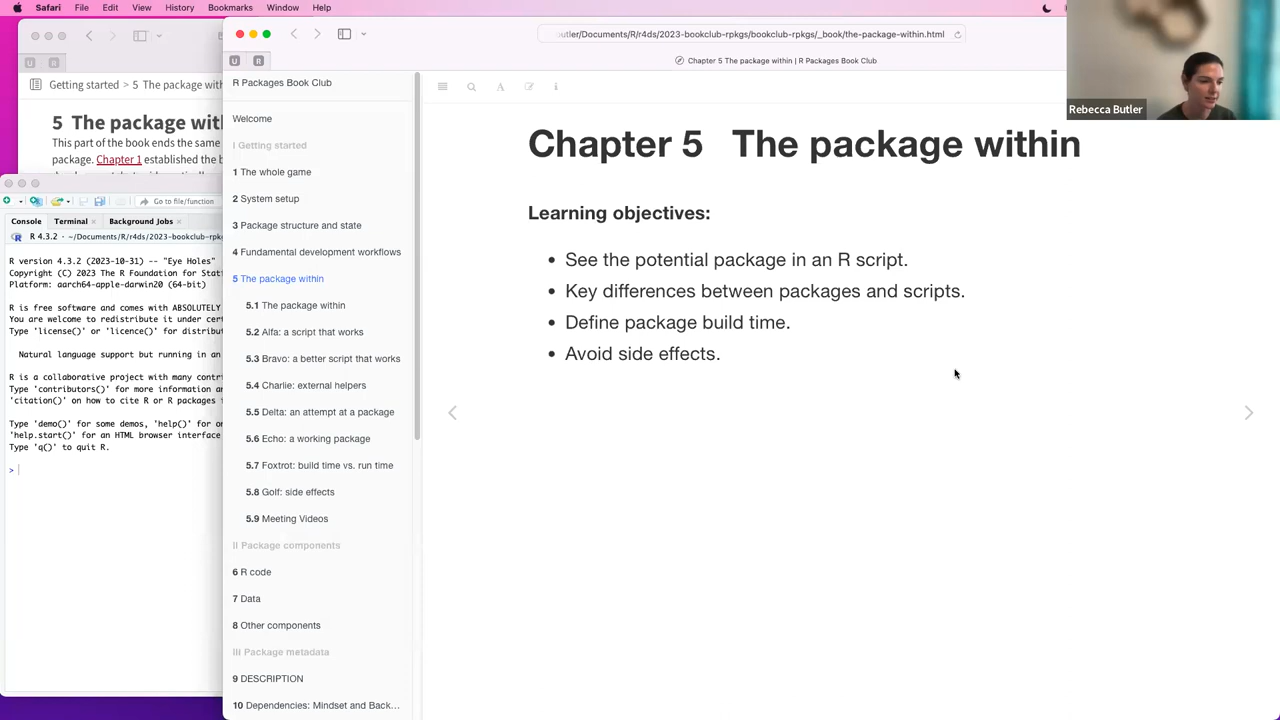 Safari File Edit View History Bookmarks Window Help
Getting started > 5 The package with
5 The package wit
This part of the book ends the same
package. Chapter 1 established the b
Go to file/function
Console Terminal Background Jobs
R 4.3.2 · ~/Documents/R/r4ds/2023-bookclub-rpkg
R version 4.3.2 (2023-10-31) -- "Eye Holes"
Copyright (C) 2023 The R Foundation for Stat
Platform: aarch64-apple-darwin20 (64-bit)
R is free software and comes with ABSOLUTELY
You are welcome to redistribute it under cert
Type 'license()' or 'licence()' for distribut
Natural language support but running in an
R is a collaborative project with many contri
Type 'contributors()' for more information an
'citation()' on how to cite R or R packages i
Type 'demo()' for some demos, 'help()' for on
'help.start()' for an HTML browser interface
Type 'q()' to quit R.
>
utler/Documents/R/r4ds/2023-bookclub-rpkgs/bookclub-rpkgs/_book/the-package-within.html
U R
Chapter 5 The package within | R Packages Book Club
R Packages Book Club
Welcome
I Getting started
1 The whole game
2 System setup
3 Package structure and state
4 Fundamental development workflows
5 The package within
5.1 The package within
5.2 Alfa: a script that works
5.3 Bravo: a better script that works
5.4 Charlie: external helpers
5.5 Delta: an attempt at a package
5.6 Echo: a working package
5.7 Foxtrot: build time vs. run time
5.8 Golf: side effects
5.9 Meeting Videos
II Package components
6 R code
7 Data
8 Other components
III Package metadata
9 DESCRIPTION
10 Dependencies: Mindset and Back...
Chapter 5 The package within
Learning objectives:
• See the potential package in an R script.
• Key differences between packages and scripts.
• Define package build time.
• Avoid side effects.
Rebecca Butler